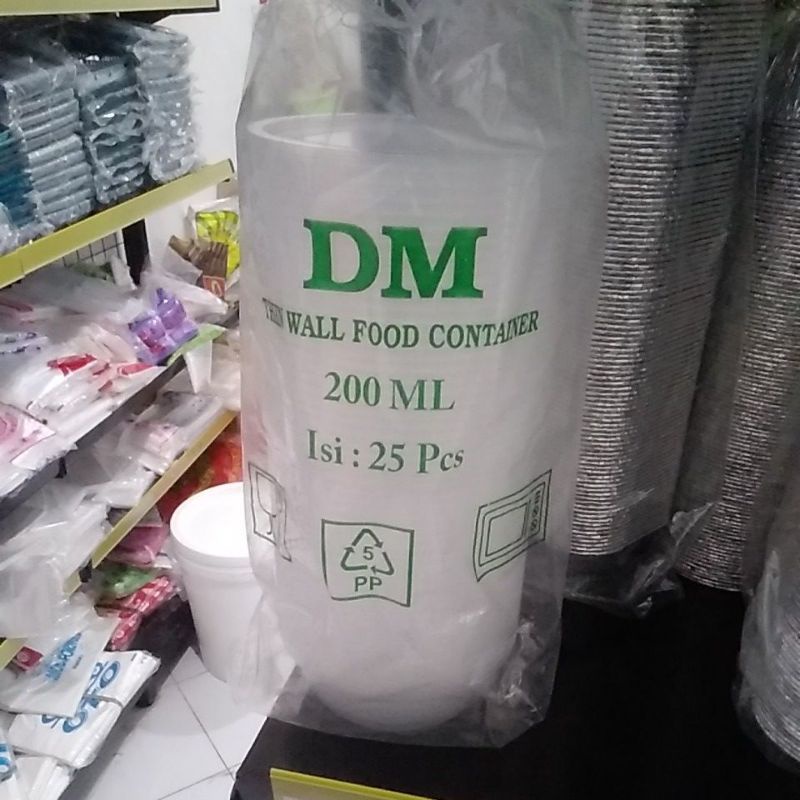 DM
THIN WALL FOOD CONTAINER
200 ML
Isi : 25 Pcs
5
PP